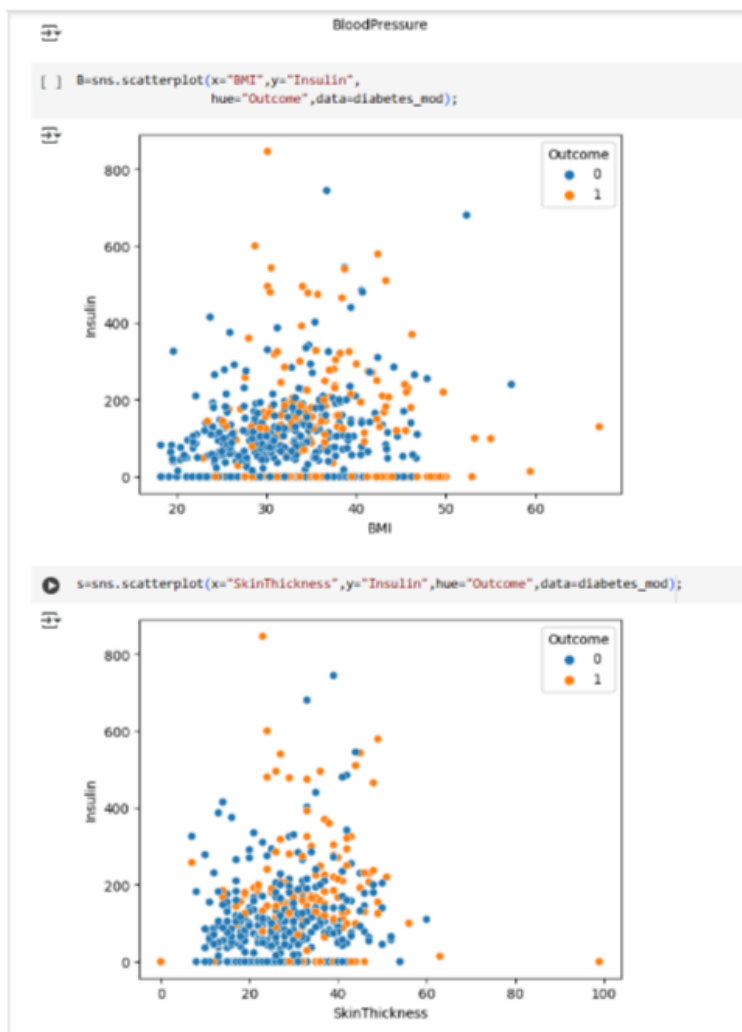 BloodPressure
[ ] B=sns.scatterplot(x="BMI",y="Insulin",
hue="Outcome",data=diabetes_mod);
Outcome
0
1
800
600
400
200
0
Insulin
20 30 40 50 60
BMI
s=sns.scatterplot(x="SkinThickness",y="Insulin",hue="Outcome",data=diabetes_mod);
Outcome
0
1
800
600
400
200
0
Insulin
0 20 40 60 80 100
SkinThickness